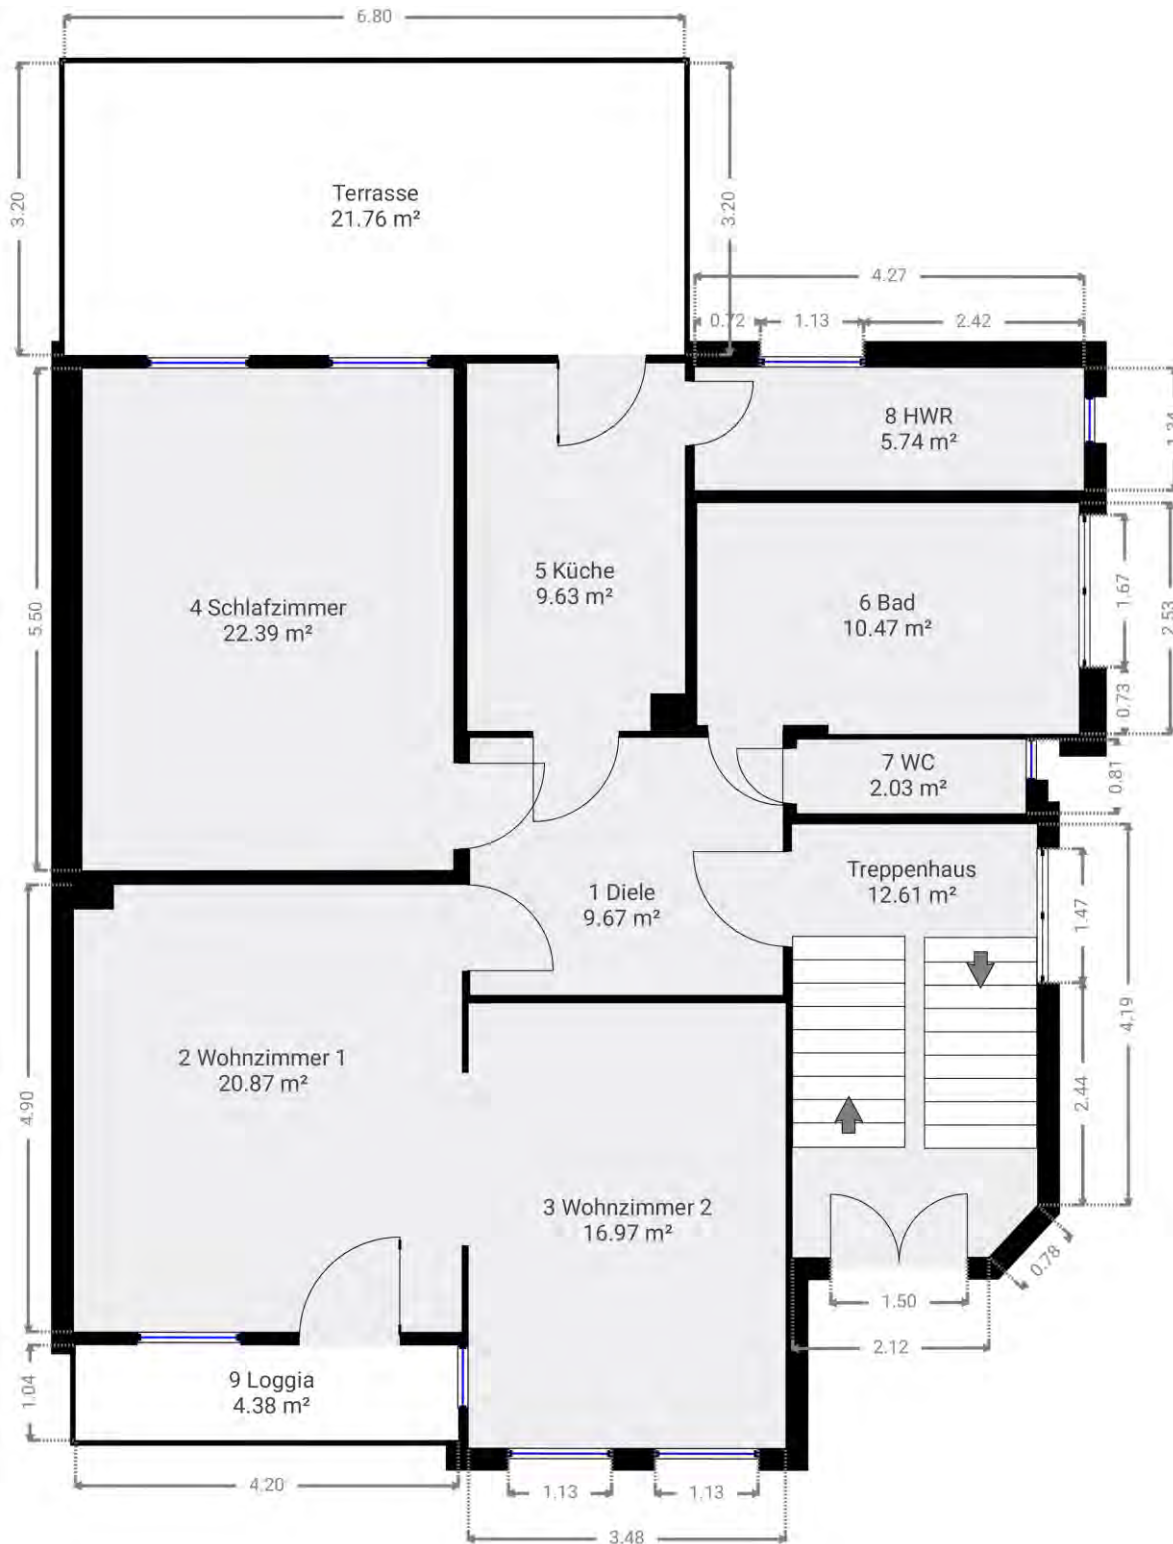 6.80
3.20
3.20
Terrasse
21.76 m²
4.27
0.72
1.13
2.42
8 HWR
5.74 m²
1.34
5.50
4 Schlafzimmer
22.39 m²
5 Küche
9.63 m²
6 Bad
10.47 m²
1.67
2.53
0.73
7 WC
2.03 m²
0.81
1 Diele
9.67 m²
Treppenhaus
12.61 m²
1.47
4.19
2.44
4.90
2 Wohnzimmer 1
20.87 m²
3 Wohnzimmer 2
16.97 m²
0.78
1.50
2.12
9 Loggia
4.38 m²
1.04
4.20
1.13
1.13
3.48